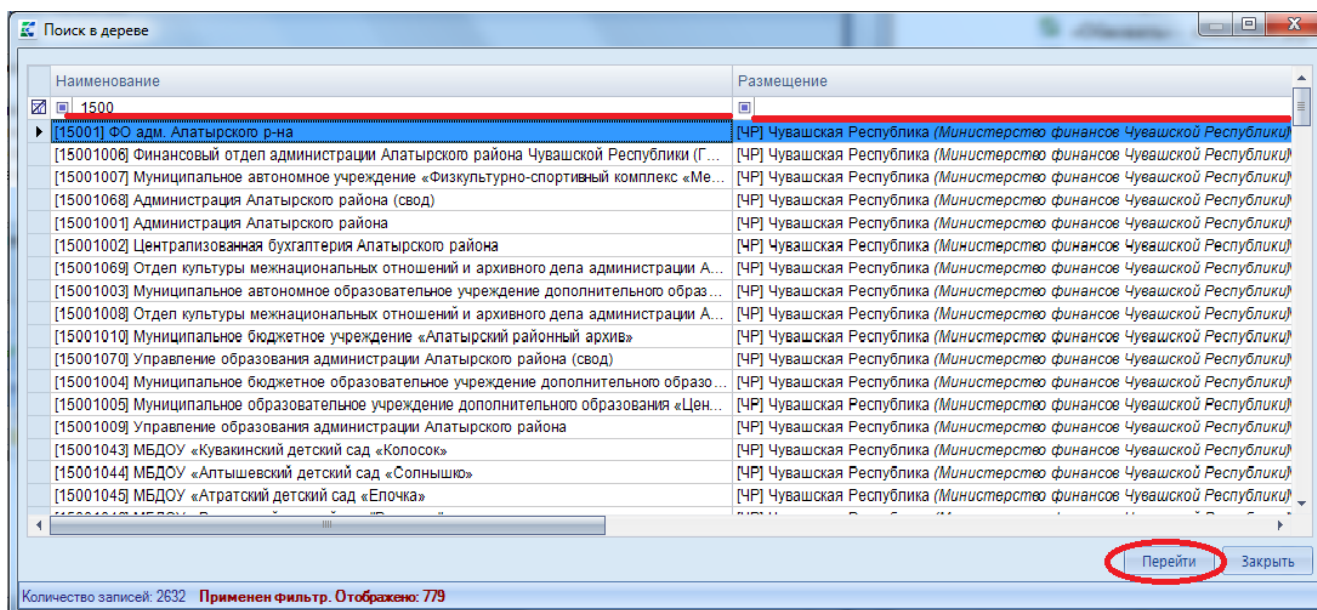 Поиск в дереве
Наименование Размещение
1500
[15001] ФО адм. Алатырского р-на [ЧР] Чувашская Республика (Министерство финансов Чувашской Республики)
[15001006] Финансовый отдел администрации Алатырского района Чувашской Республики (Г... [ЧР] Чувашская Республика (Министерство финансов Чувашской Республики)
[15001007] Муниципальное автономное учреждение «Физкультурно-спортивный комплекс «Ме... [ЧР] Чувашская Республика (Министерство финансов Чувашской Республики)
[15001068] Администрация Алатырского района (свод) [ЧР] Чувашская Республика (Министерство финансов Чувашской Республики)
[15001001] Администрация Алатырского района [ЧР] Чувашская Республика (Министерство финансов Чувашской Республики)
[15001002] Централизованная бухгалтерия Алатырского района [ЧР] Чувашская Республика (Министерство финансов Чувашской Республики)
[15001069] Отдел культуры межнациональных отношений и архивного дела администрации А... [ЧР] Чувашская Республика (Министерство финансов Чувашской Республики)
[15001003] Муниципальное автономное образовательное учреждение дополнительного образ... [ЧР] Чувашская Республика (Министерство финансов Чувашской Республики)
[15001008] Отдел культуры межнациональных отношений и архивного дела администрации А... [ЧР] Чувашская Республика (Министерство финансов Чувашской Республики)
[15001010] Муниципальное бюджетное учреждение «Алатырский районный архив» [ЧР] Чувашская Республика (Министерство финансов Чувашской Республики)
[15001070] Управление образования администрации Алатырского района (свод) [ЧР] Чувашская Республика (Министерство финансов Чувашской Республики)
[15001004] Муниципальное бюджетное образовательное учреждение дополнительного образо... [ЧР] Чувашская Республика (Министерство финансов Чувашской Республики)
[15001005] Муниципальное образовательное учреждение дополнительного образования «Цен... [ЧР] Чувашская Республика (Министерство финансов Чувашской Республики)
[15001009] Управление образования администрации Алатырского района [ЧР] Чувашская Республика (Министерство финансов Чувашской Республики)
[15001043] МБДОУ «Кувакинский детский сад «Колосок» [ЧР] Чувашская Республика (Министерство финансов Чувашской Республики)
[15001044] МБДОУ «Алтышевский детский сад «Солнышко» [ЧР] Чувашская Республика (Министерство финансов Чувашской Республики)
[15001045] МБДОУ «Атратский детский сад «Елочка» [ЧР] Чувашская Республика (Министерство финансов Чувашской Республики)
Перейти Закрыть
Количество записей: 2632 Применен фильтр. Отображено: 779